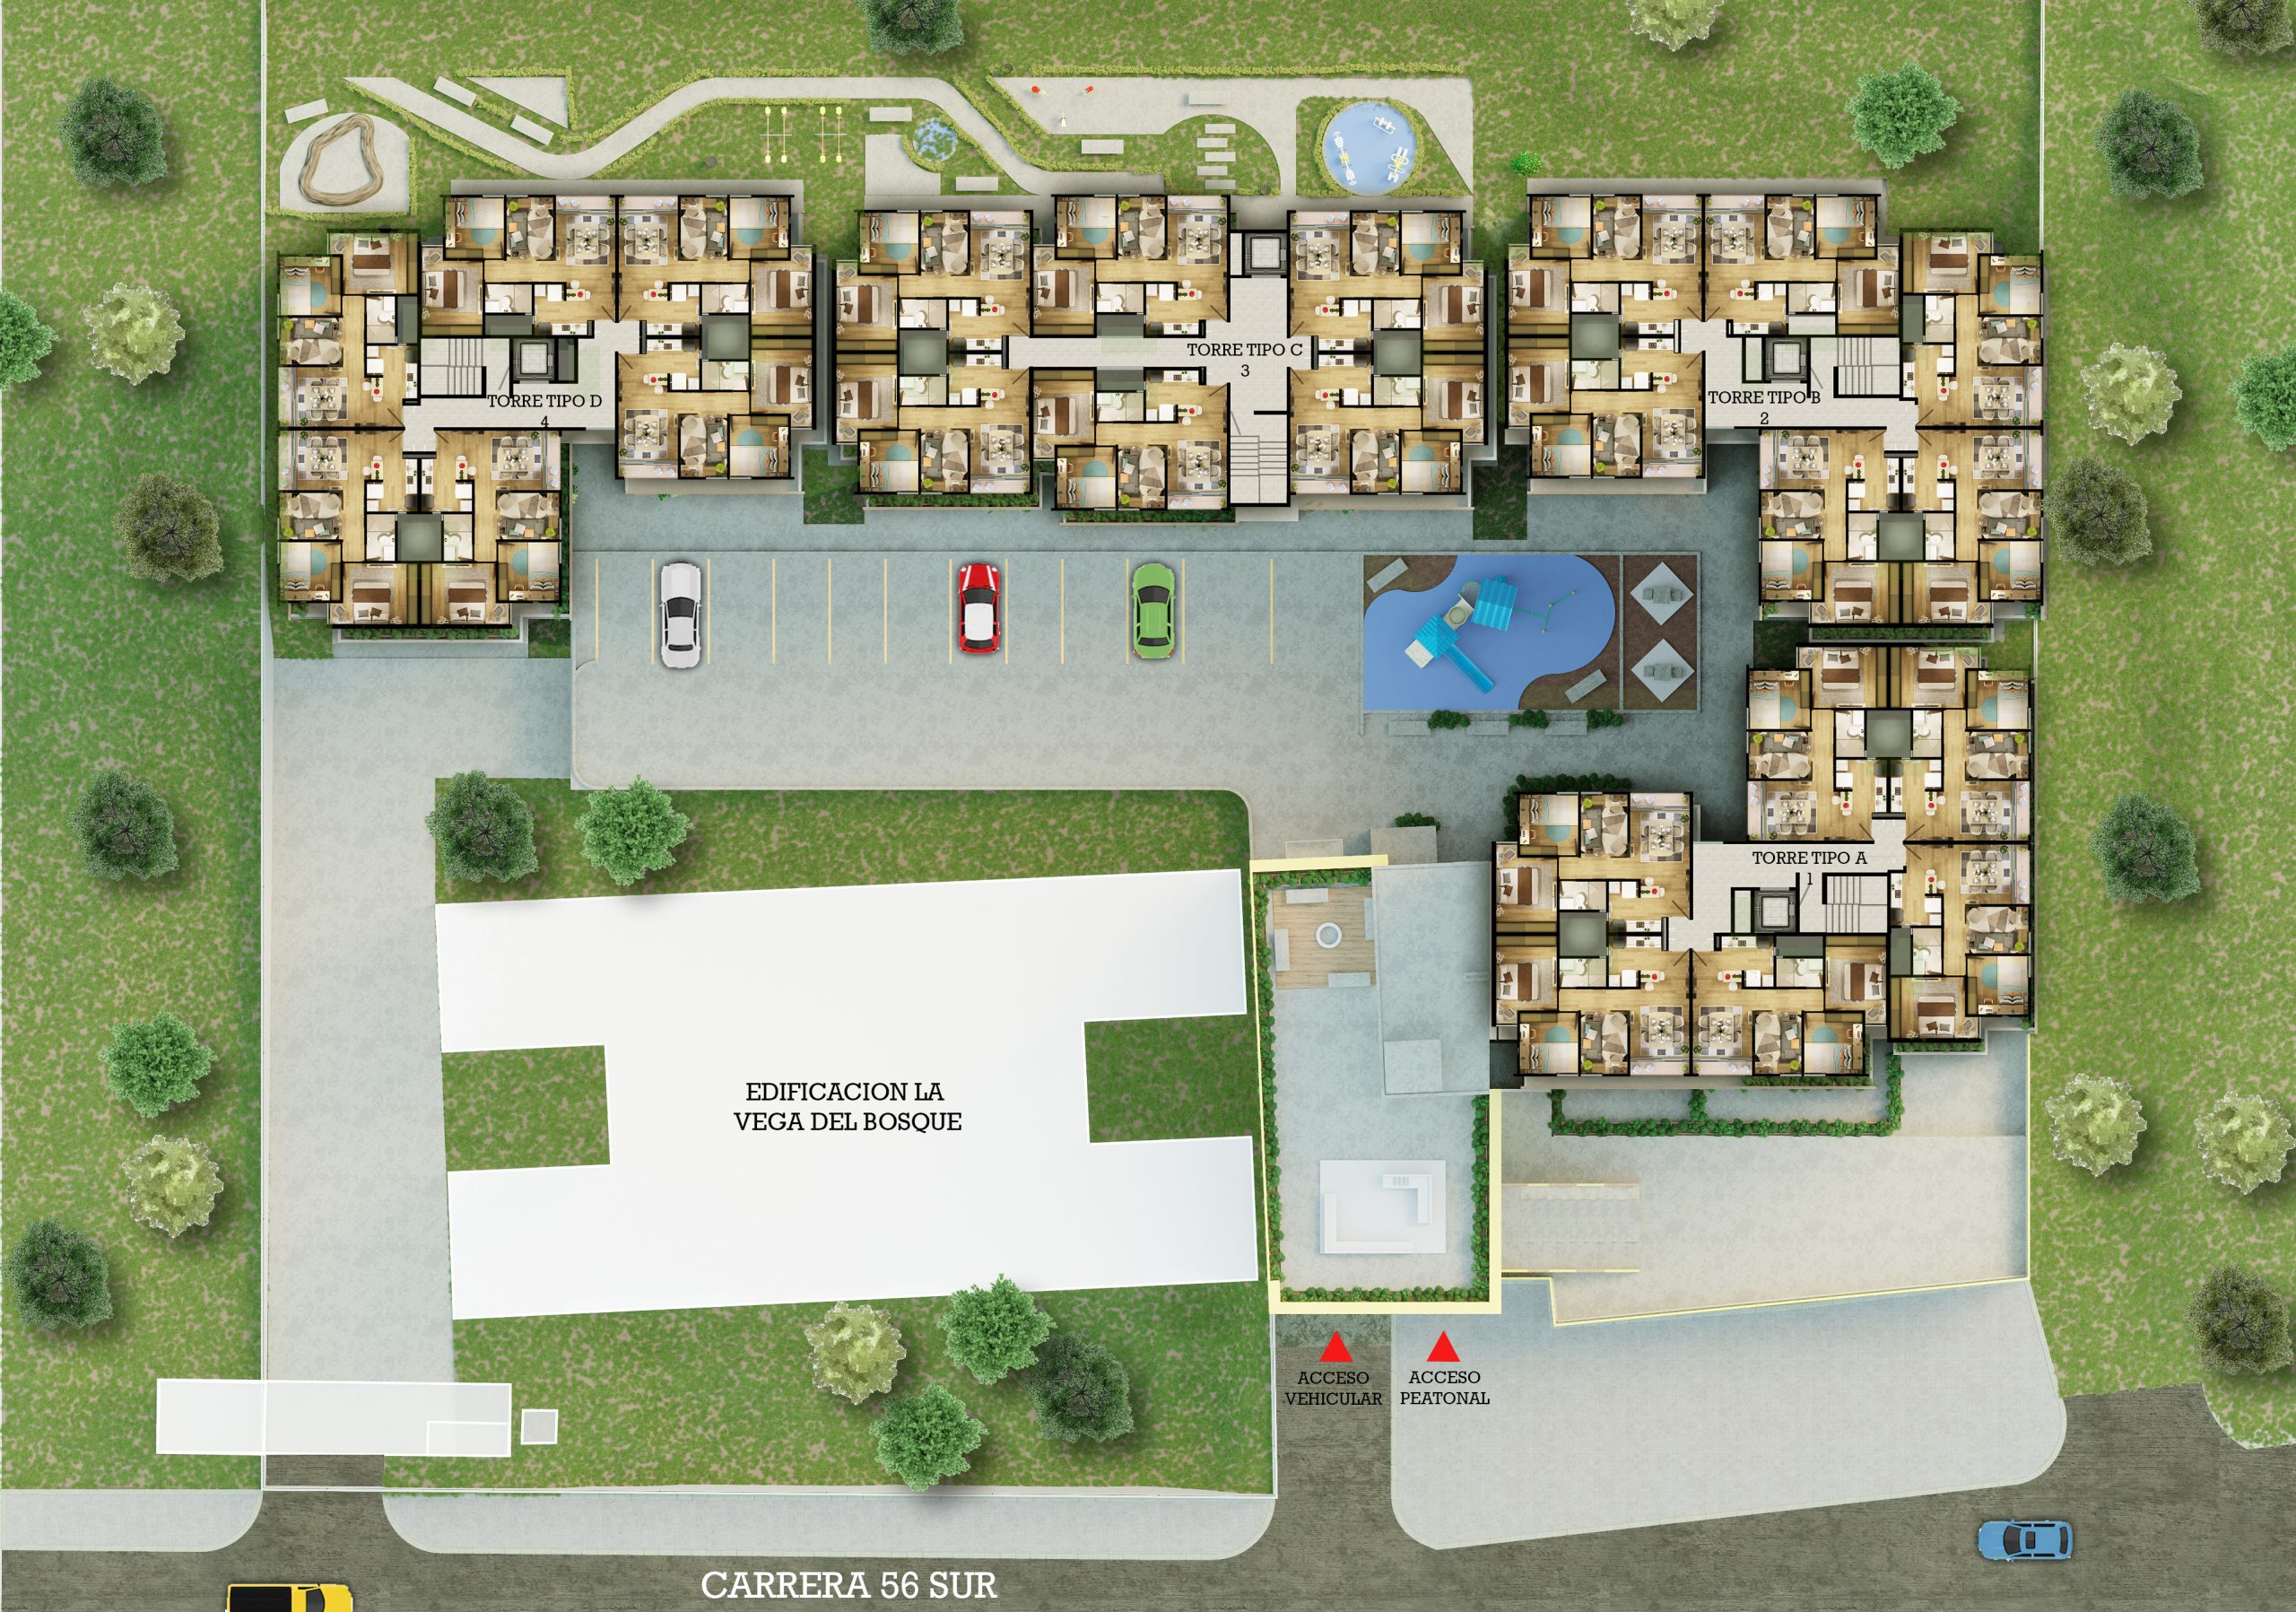 TORRE TIPO C
3
TORRE TIPO D
4
TORRE TIPO B
2
TORRE TIPO A
1
EDIFICACION LA
VEGA DEL BOSQUE
ACCESO
VEHICULAR
ACCESO
PEATONAL
CARRERA 56 SUR